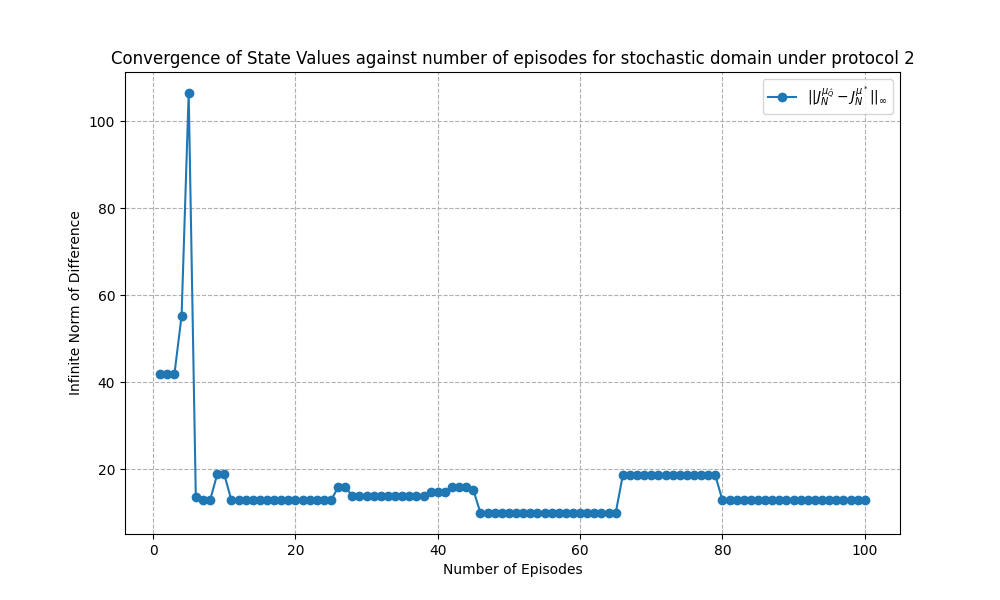 Convergence of State Values against number of episodes for stochastic domain under protocol 2
||J_N^{μ_Q̂} − J_N^{μ*}||_∞
Infinite Norm of Difference
100
80
60
40
20
0 20 40 60 80 100
Number of Episodes